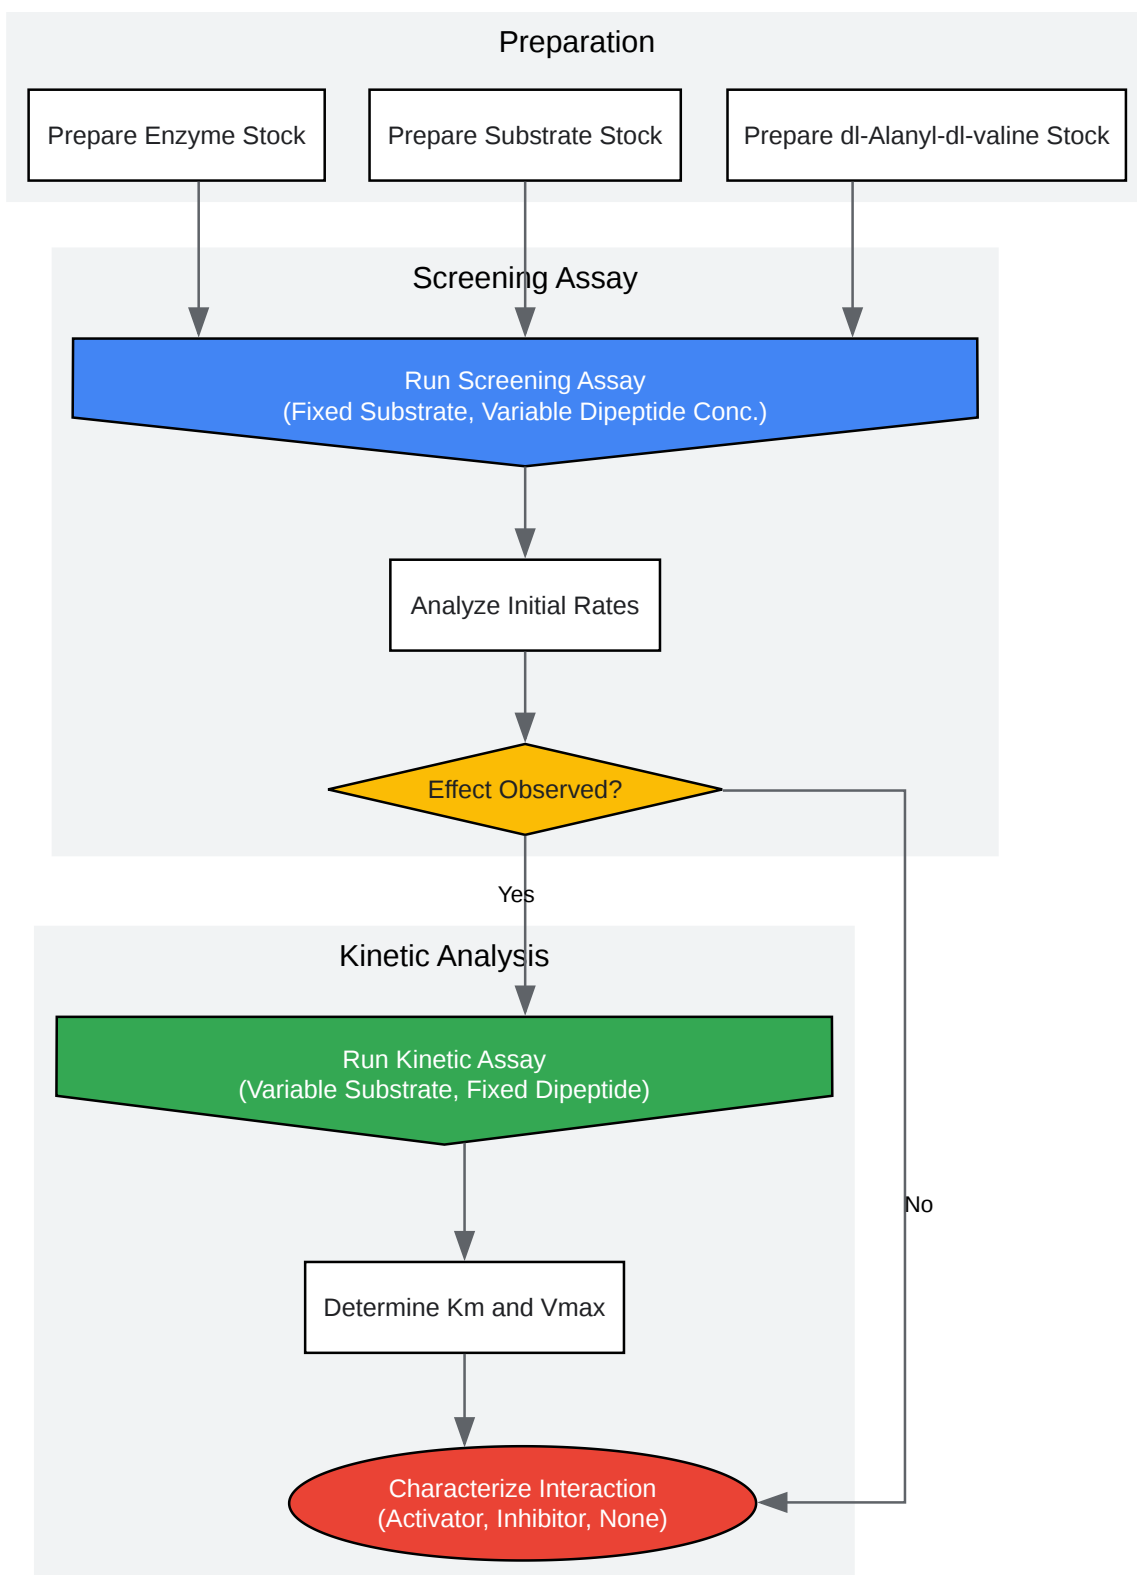 Preparation
Prepare Enzyme Stock
Prepare Substrate Stock
Prepare dl-Alanyl-dl-valine Stock
Screening Assay
Run Screening Assay
(Fixed Substrate, Variable Dipeptide Conc.)
Analyze Initial Rates
Effect Observed?
Yes
Kinetic Analysis
Run Kinetic Assay
(Variable Substrate, Fixed Dipeptide)
No
Determine Km and Vmax
Characterize Interaction
(Activator, Inhibitor, None)